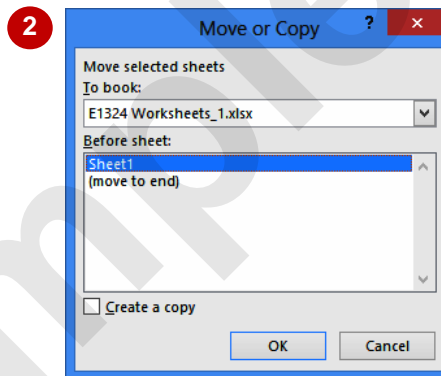 2
Move or Copy
? ×
Move selected sheets
To book:
E1324 Worksheets_1.xlsx
Before sheet:
Sheet1
(move to end)
Create a copy
OK Cancel